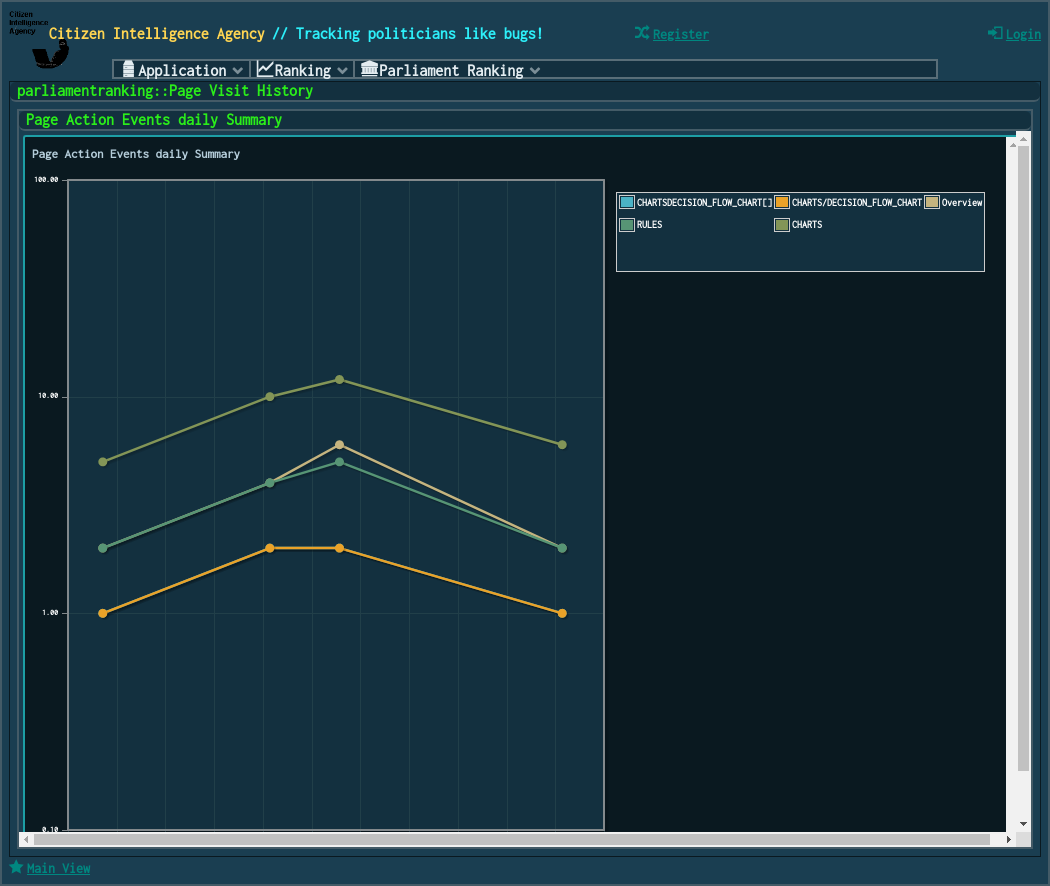 Citizen
Intelligence
Agency
Citizen Intelligence Agency // Tracking politicians like bugs!
Register
Login
Application
Ranking
Parliament Ranking
parliamentranking::Page Visit History
Page Action Events daily Summary
Page Action Events daily Summary
100.00
10.00
1.00
0.10
CHARTSDECISION_FLOW_CHART[]
CHARTS/DECISION_FLOW_CHART
Overview
RULES
CHARTS
Main View